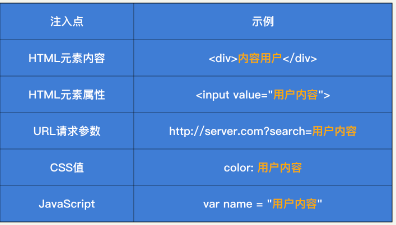 注入点 示例
HTML元素内容 <div>内容用户</div>
HTML元素属性 <input value="用户内容">
URL请求参数 http://server.com?search=用户内容
CSS值 color: 用户内容
JavaScript var name = "用户内容"